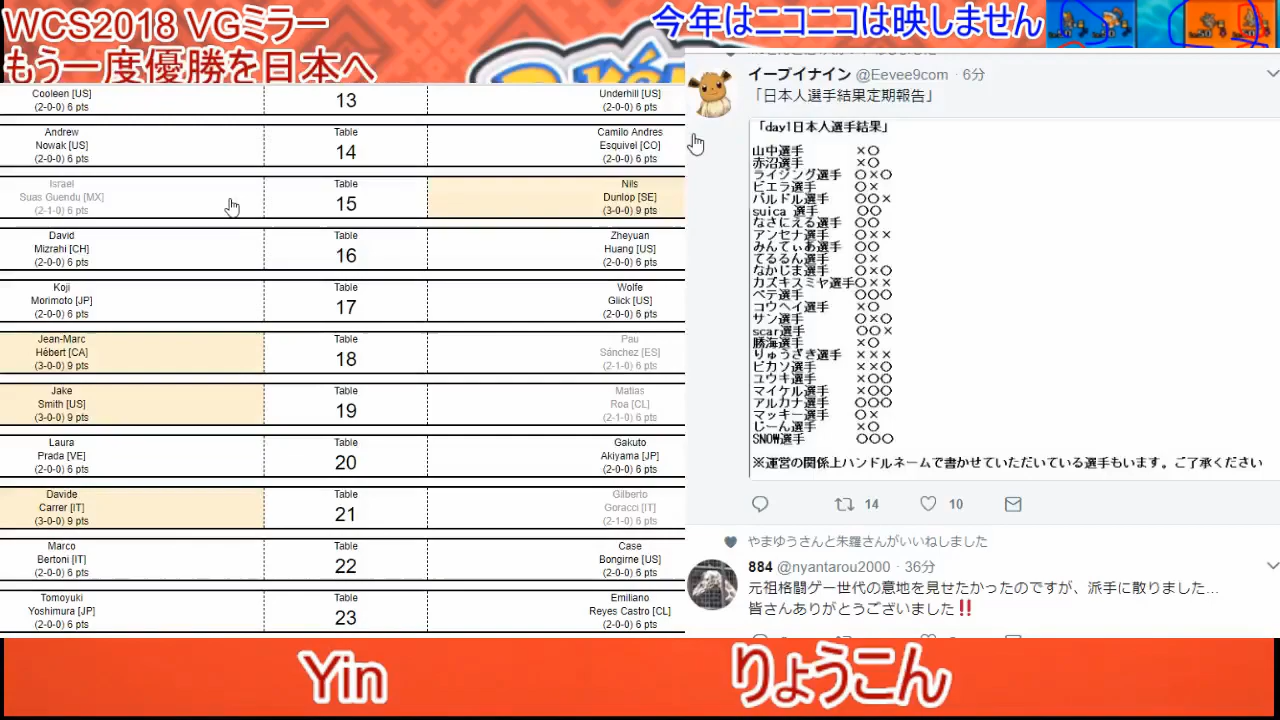 WCS2018 VGミラー
もう一度優勝を日本へ
今年はニコニコは映しません
Cooleen [US]
(2-0-0) 6 pts
13
Underhill [US]
(2-0-0) 6 pts
Andrew
Nowak [US]
(2-0-0) 6 pts
Table
14
Camilo Andres
Esquivel [CO]
(2-0-0) 6 pts
Israel
Suas Guendu [MX]
(2-1-0) 6 pts
Table
15
Nils
Dunlop [SE]
(3-0-0) 9 pts
David
Mizrahi [CH]
(2-0-0) 6 pts
Table
16
Zheyuan
Huang [US]
(2-0-0) 6 pts
Koji
Morimoto [JP]
(2-0-0) 6 pts
Table
17
Wolfe
Glick [US]
(2-0-0) 6 pts
Jean-Marc
Hébert [CA]
(3-0-0) 9 pts
Table
18
Pau
Sánchez [ES]
(2-1-0) 6 pts
Jake
Smith [US]
(3-0-0) 9 pts
Table
19
Matias
Roa [CL]
(2-1-0) 6 pts
Laura
Prada [VE]
(2-0-0) 6 pts
Table
20
Gakuto
Akiyama [JP]
(2-0-0) 6 pts
Davide
Carrer [IT]
(3-0-0) 9 pts
Table
21
Gilberto
Goracci [IT]
(2-1-0) 6 pts
Marco
Bertoni [IT]
(2-0-0) 6 pts
Table
22
Case
Bongirne [US]
(2-0-0) 6 pts
Tomoyuki
Yoshimura [JP]
(2-0-0) 6 pts
Table
23
Emiliano
Reyes Castro [CL]
(2-0-0) 6 pts
イーブイナイン @Eevee9com · 6分
「日本人選手結果定期報告」
「day1日本人選手結果」
山中選手 ×〇
赤沼選手 ×〇
ライジング選手 〇×〇
ビエラ選手 〇×
バルドル選手 〇〇×
suica 選手 〇〇
なさにえる選手 〇〇
アンセナ選手 〇××
みんてぃあ選手 〇〇
てるるん選手 〇×
なかじま選手 〇×〇
カズキスミヤ選手〇××
ペテ選手 〇〇〇
コウヘイ選手 ×〇
サン選手 〇×〇
scar選手 〇〇×
勝海選手 ×〇
りゅうざき選手 ×××
ピカソ選手 ××〇
ユウキ選手 ×〇〇
マイケル選手 ×〇〇
アルカナ選手 〇〇〇
マッキー選手 〇×
じーん選手 ×〇
SNOW選手 〇〇〇
※運営の関係上ハンドルネームで書かせていただいている選手もいます。ご了承ください
14 10
やまゆうさんと朱羅さんがいいねしました
884 @nyantarou2000 · 36分
元祖格闘ゲー世代の意地を見せたかったのですが、派手に散りました…
皆さんありがとうございました‼
Yin
りょうこん